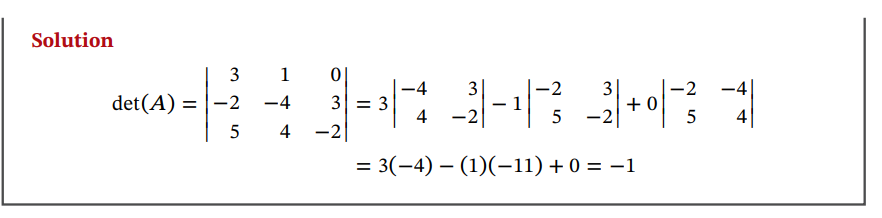 Solution
det(A) = |3 1 0; −2 −4 3; 5 4 −2| = 3 |−4 3; 4 −2| − 1 |−2 3; 5 −2| + 0 |−2 −4; 5 4|
= 3(−4) − (1)(−11) + 0 = −1